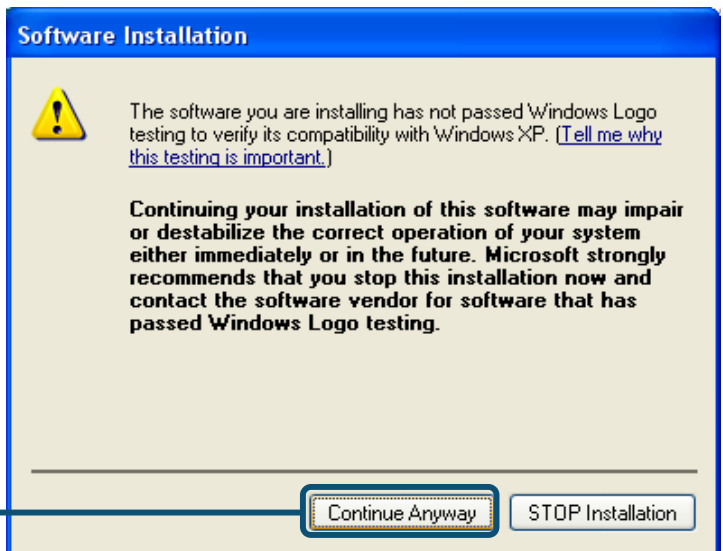 Software Installation
The software you are installing has not passed Windows Logo
testing to verify its compatibility with Windows XP. (Tell me why
this testing is important.)
Continuing your installation of this software may impair
or destabilize the correct operation of your system
either immediately or in the future. Microsoft strongly
recommends that you stop this installation now and
contact the software vendor for software that has
passed Windows Logo testing.
Continue Anyway
STOP Installation